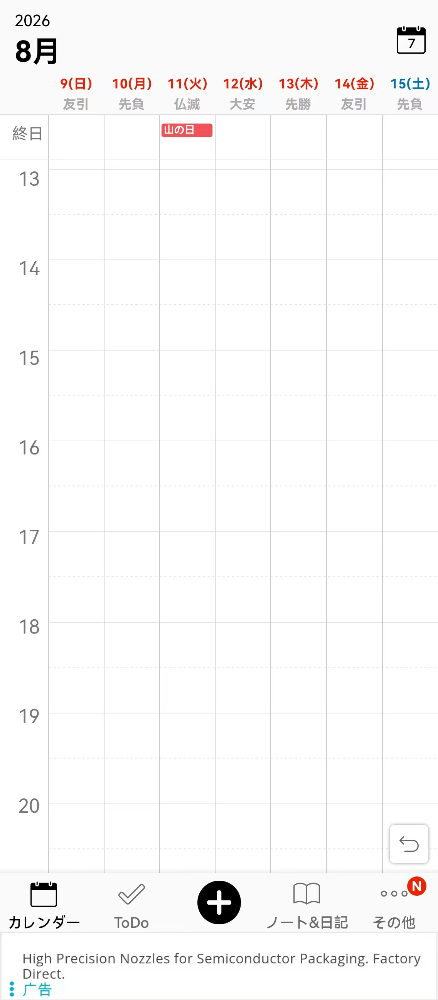 2026
8月
7
9(日) 10(月) 11(火) 12(水) 13(木) 14(金) 15(土)
友引 先負 仏滅 大安 先勝 友引 先負
終日 山の日
13
14
15
16
17
18
19
20
N
カレンダー ToDo ノート&日記 その他
High Precision Nozzles for Semiconductor Packaging. Factory
Direct.
广告